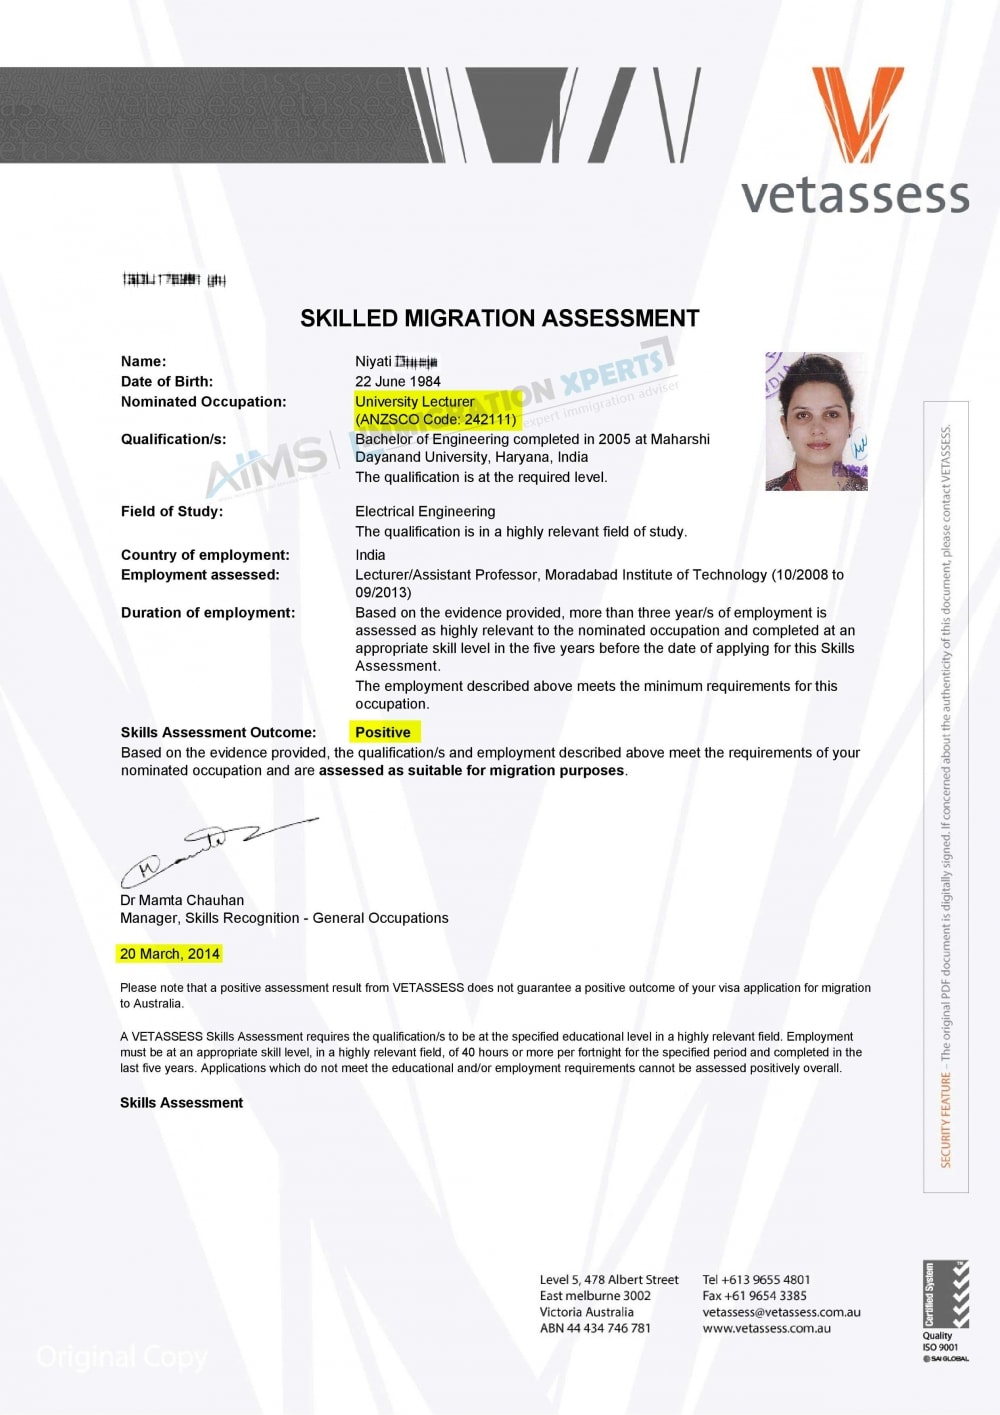 vetassess
SKILLED MIGRATION ASSESSMENT
Name: Niyati
Date of Birth: 22 June 1984
Nominated Occupation: University Lecturer
(ANZSCO Code: 242111)
Qualification/s: Bachelor of Engineering completed in 2005 at Maharshi
Dayanand University, Haryana, India
The qualification is at the required level.
AIMS | IMMIGRATION XPERTS
expert immigration adviser
Field of Study: Electrical Engineering
The qualification is in a highly relevant field of study.
Country of employment: India
Employment assessed: Lecturer/Assistant Professor, Moradabad Institute of Technology (10/2008 to
09/2013)
Duration of employment: Based on the evidence provided, more than three year/s of employment is
assessed as highly relevant to the nominated occupation and completed at an
appropriate skill level in the five years before the date of applying for this Skills
Assessment.
The employment described above meets the minimum requirements for this
occupation.
Skills Assessment Outcome: Positive
Based on the evidence provided, the qualification/s and employment described above meet the requirements of your
nominated occupation and are assessed as suitable for migration purposes.
Dr Mamta Chauhan
Manager, Skills Recognition - General Occupations
20 March, 2014
Please note that a positive assessment result from VETASSESS does not guarantee a positive outcome of your visa application for migration
to Australia.
A VETASSESS Skills Assessment requires the qualification/s to be at the specified educational level in a highly relevant field. Employment
must be at an appropriate skill level, in a highly relevant field, of 40 hours or more per fortnight for the specified period and completed in the
last five years. Applications which do not meet the educational and/or employment requirements cannot be assessed positively overall.
Skills Assessment
SECURITY FEATURE – The original PDF document is digitally signed. If concerned about the authenticity of this document, please contact VETASSESS.
Level 5, 478 Albert Street
East melbourne 3002
Victoria Australia
ABN 44 434 746 781
Tel +613 9655 4801
Fax +61 9654 3385
vetassess@vetassess.com.au
www.vetassess.com.au
Certified System
Quality
ISO 9001
SAI GLOBAL
Original Copy